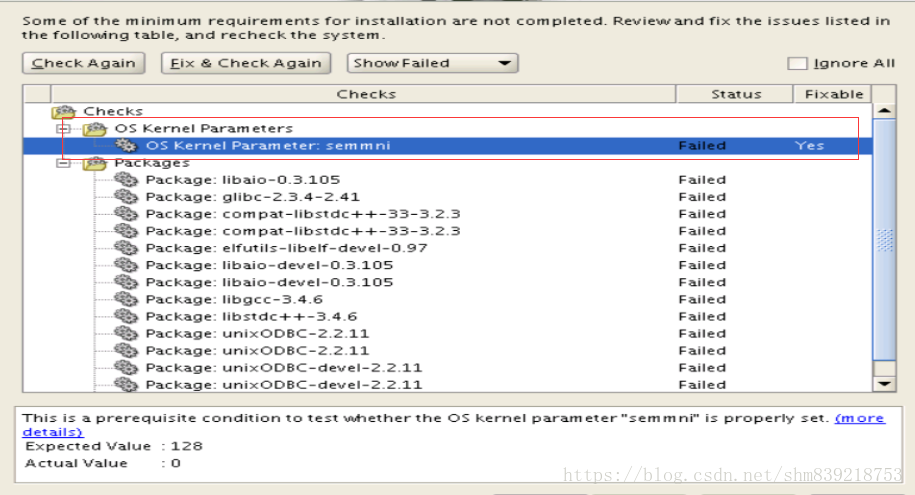 Some of the minimum requirements for installation are not completed. Review and fix the issues listed in
the following table, and recheck the system.
Check Again Fix & Check Again Show Failed Ignore All
Checks Status Fixable
Checks
OS Kernel Parameters
OS Kernel Parameter: semmni Failed Yes
Packages
Package: libaio-0.3.105 Failed
Package: glibc-2.3.4-2.41 Failed
Package: compat-libstdc++-33-3.2.3 Failed
Package: compat-libstdc++-33-3.2.3 Failed
Package: elfutils-libelf-devel-0.97 Failed
Package: libaio-devel-0.3.105 Failed
Package: libaio-devel-0.3.105 Failed
Package: libgcc-3.4.6 Failed
Package: libstdc++-3.4.6 Failed
Package: unixODBC-2.2.11 Failed
Package: unixODBC-2.2.11 Failed
Package: unixODBC-devel-2.2.11 Failed
Package: unixODBC-devel-2.2.11 Failed
This is a prerequisite condition to test whether the OS kernel parameter "semmni" is properly set. (more
details)
Expected Value : 128
Actual Value : 0
https://blog.csdn.net/shm839218753